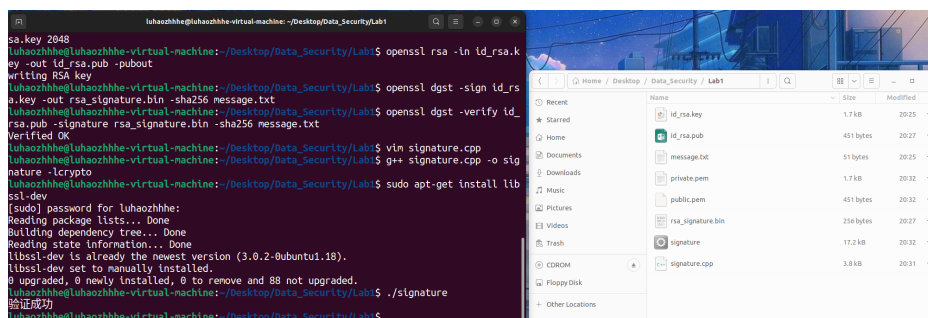 luhaozhhhe@luhaozhhhe-virtual-machine: ~/Desktop/Data_Security/Lab1
sa.key 2048
luhaozhhhe@luhaozhhhe-virtual-machine:~/Desktop/Data_Security/Lab1$ openssl rsa -in id_rsa.k
ey -out id_rsa.pub -pubout
writing RSA key
luhaozhhhe@luhaozhhhe-virtual-machine:~/Desktop/Data_Security/Lab1$ openssl dgst -sign id_rs
a.key -out rsa_signature.bin -sha256 message.txt
luhaozhhhe@luhaozhhhe-virtual-machine:~/Desktop/Data_Security/Lab1$ openssl dgst -verify id_
rsa.pub -signature rsa_signature.bin -sha256 message.txt
Verified OK
luhaozhhhe@luhaozhhhe-virtual-machine:~/Desktop/Data_Security/Lab1$ vim signature.cpp
luhaozhhhe@luhaozhhhe-virtual-machine:~/Desktop/Data_Security/Lab1$ g++ signature.cpp -o sig
nature -lcrypto
luhaozhhhe@luhaozhhhe-virtual-machine:~/Desktop/Data_Security/Lab1$ sudo apt-get install lib
ssl-dev
[sudo] password for luhaozhhhe:
Reading package lists... Done
Building dependency tree... Done
Reading state information... Done
libssl-dev is already the newest version (3.0.2-0ubuntu1.18).
libssl-dev set to manually installed.
0 upgraded, 0 newly installed, 0 to remove and 88 not upgraded.
luhaozhhhe@luhaozhhhe-virtual-machine:~/Desktop/Data_Security/Lab1$ ./signature
验证成功
luhaozhhhe@luhaozhhhe-virtual-machine:~/Desktop/Data_Security/Lab1$
Home / Desktop / Data_Security / Lab1
Recent
Starred
Home
Documents
Downloads
Music
Pictures
Videos
Trash
CDROM
Floppy Disk
+ Other Locations
Name Size Modified
id_rsa.key 1.7 kB 20:25
id_rsa.pub 451 bytes 20:27
message.txt 51 bytes 20:25
private.pem 1.7 kB 20:32
public.pem 451 bytes 20:32
rsa_signature.bin 256 bytes 20:27
signature 17.2 kB 20:32
signature.cpp 3.8 kB 20:31